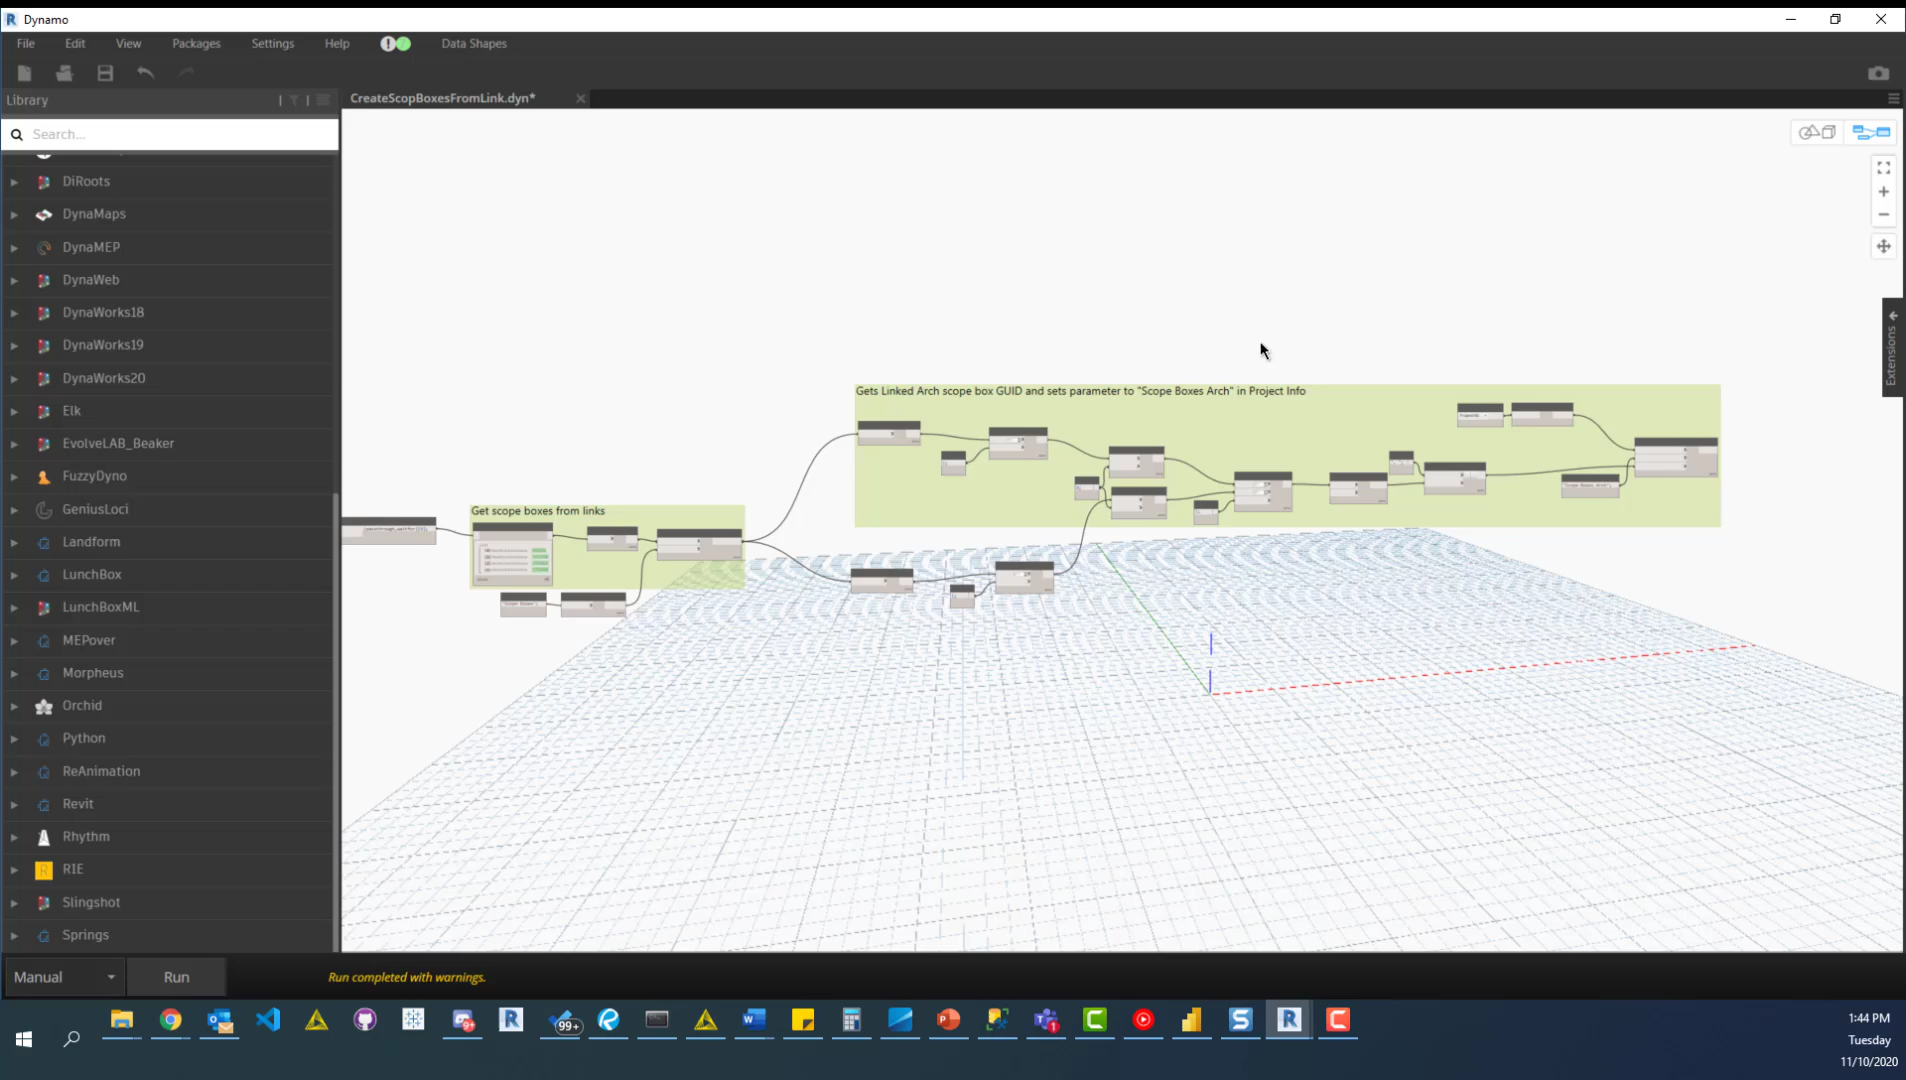 Dynamo
File Edit View Packages Settings Help Data Shapes
Library
CreateScopBoxesFromLink.dyn*
Search...
DiRoots
DynaMaps
DynaMEP
DynaWeb
DynaWorks18
DynaWorks19
DynaWorks20
Elk
EvolveLAB_Beaker
FuzzyDyno
GeniusLoci
Landform
LunchBox
LunchBoxML
MEPover
Morpheus
Orchid
Python
ReAnimation
Revit
Rhythm
RIE
Slingshot
Springs
Gets Linked Arch scope box GUID and sets parameter to "Scope Boxes Arch" in Project Info
Get scope boxes from links
Extensions
Manual
Run
Run completed with warnings.
99+
1:44 PM
Tuesday
11/10/2020